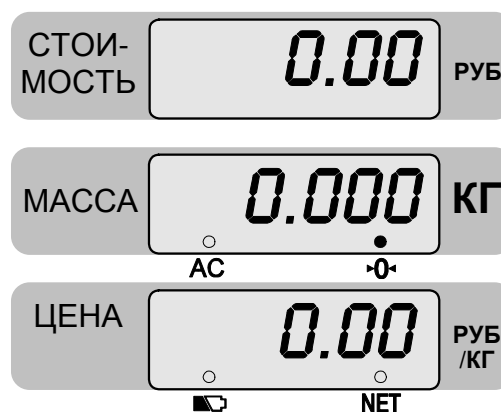 СТОИ-
МОСТЬ
0.00
РУБ
МАССА
0.000
КГ
AC
0
ЦЕНА
0.00
РУБ
/КГ
NET